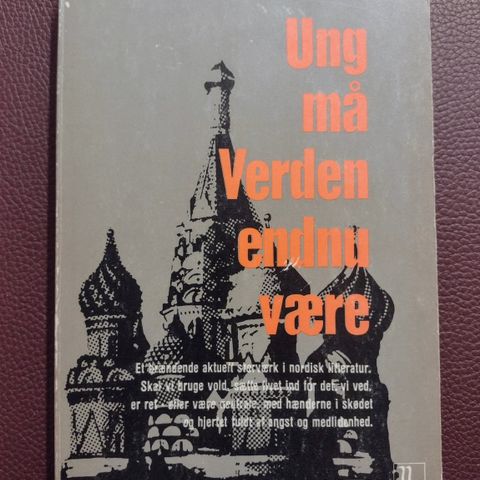 Ung
må
Verden
endnu
være
Et brændende aktuelt storværk i nordisk litteratur.
Skal vi bruge vold, sætte livet ind for det, vi ved,
er ret - eller være neutrale, med hænderne i skødet
og hjertet fuldt af angst og medlidenhed.